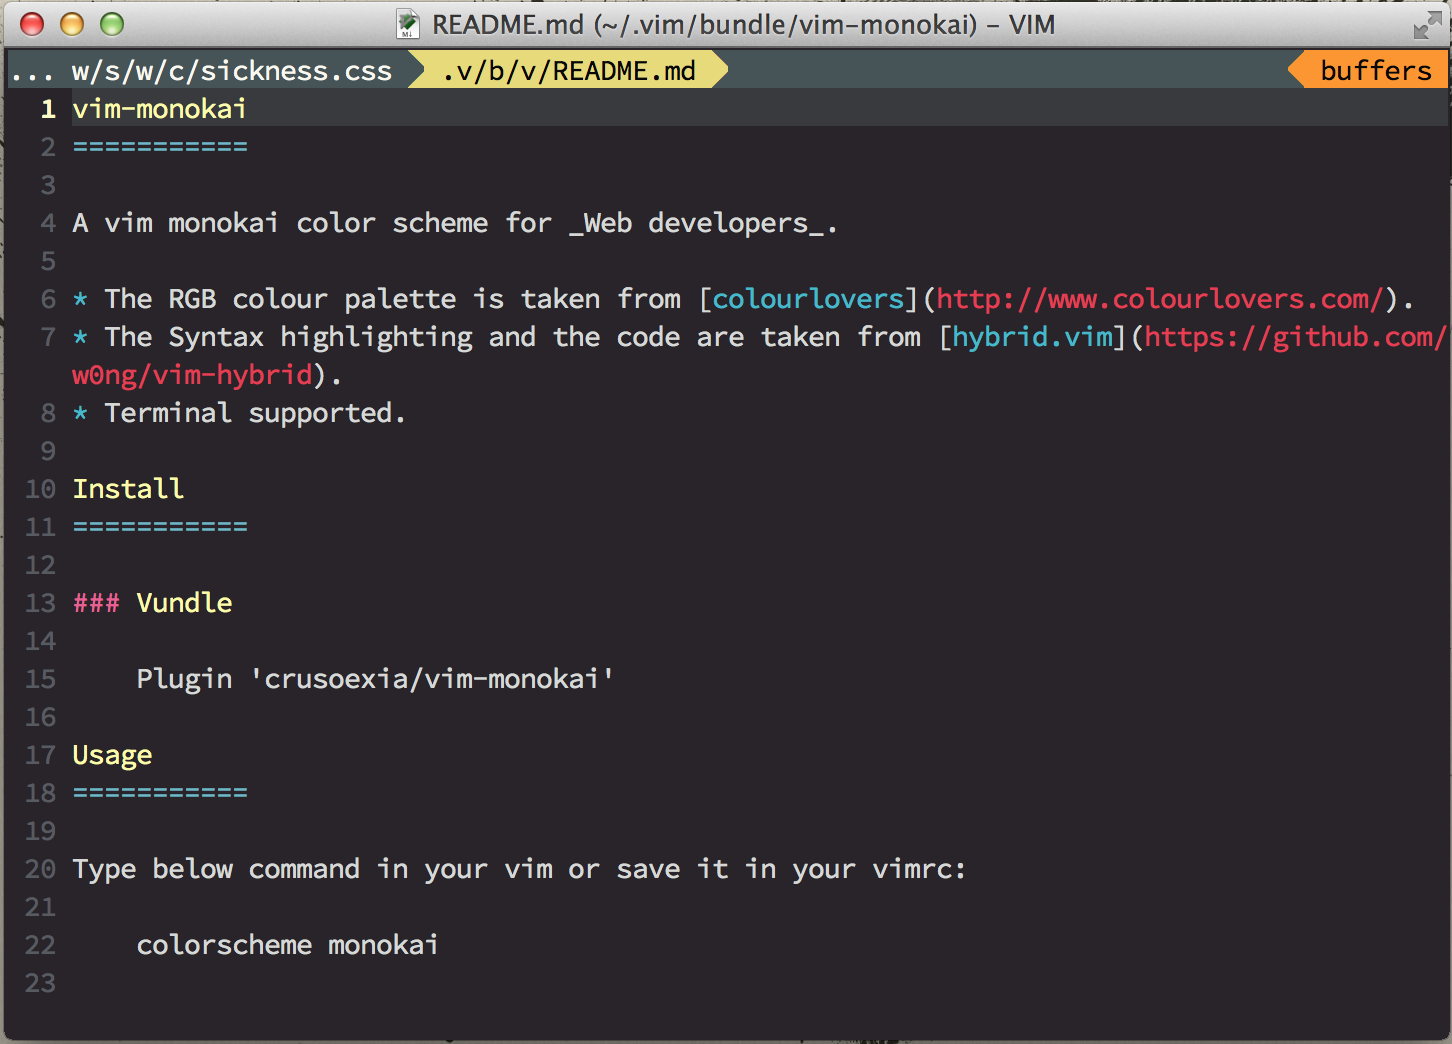 README.md (~/.vim/bundle/vim-monokai) – VIM
... w/s/w/c/sickness.css .v/b/v/README.md buffers
1 vim-monokai
2 ===========
3
4 A vim monokai color scheme for _Web developers_.
5
6 * The RGB colour palette is taken from [colourlovers](http://www.colourlovers.com/).
7 * The Syntax highlighting and the code are taken from [hybrid.vim](https://github.com/
w0ng/vim-hybrid).
8 * Terminal supported.
9
10 Install
11 ===========
12
13 ### Vundle
14
15     Plugin 'crusoexia/vim-monokai'
16
17 Usage
18 ===========
19
20 Type below command in your vim or save it in your vimrc:
21
22     colorscheme monokai
23